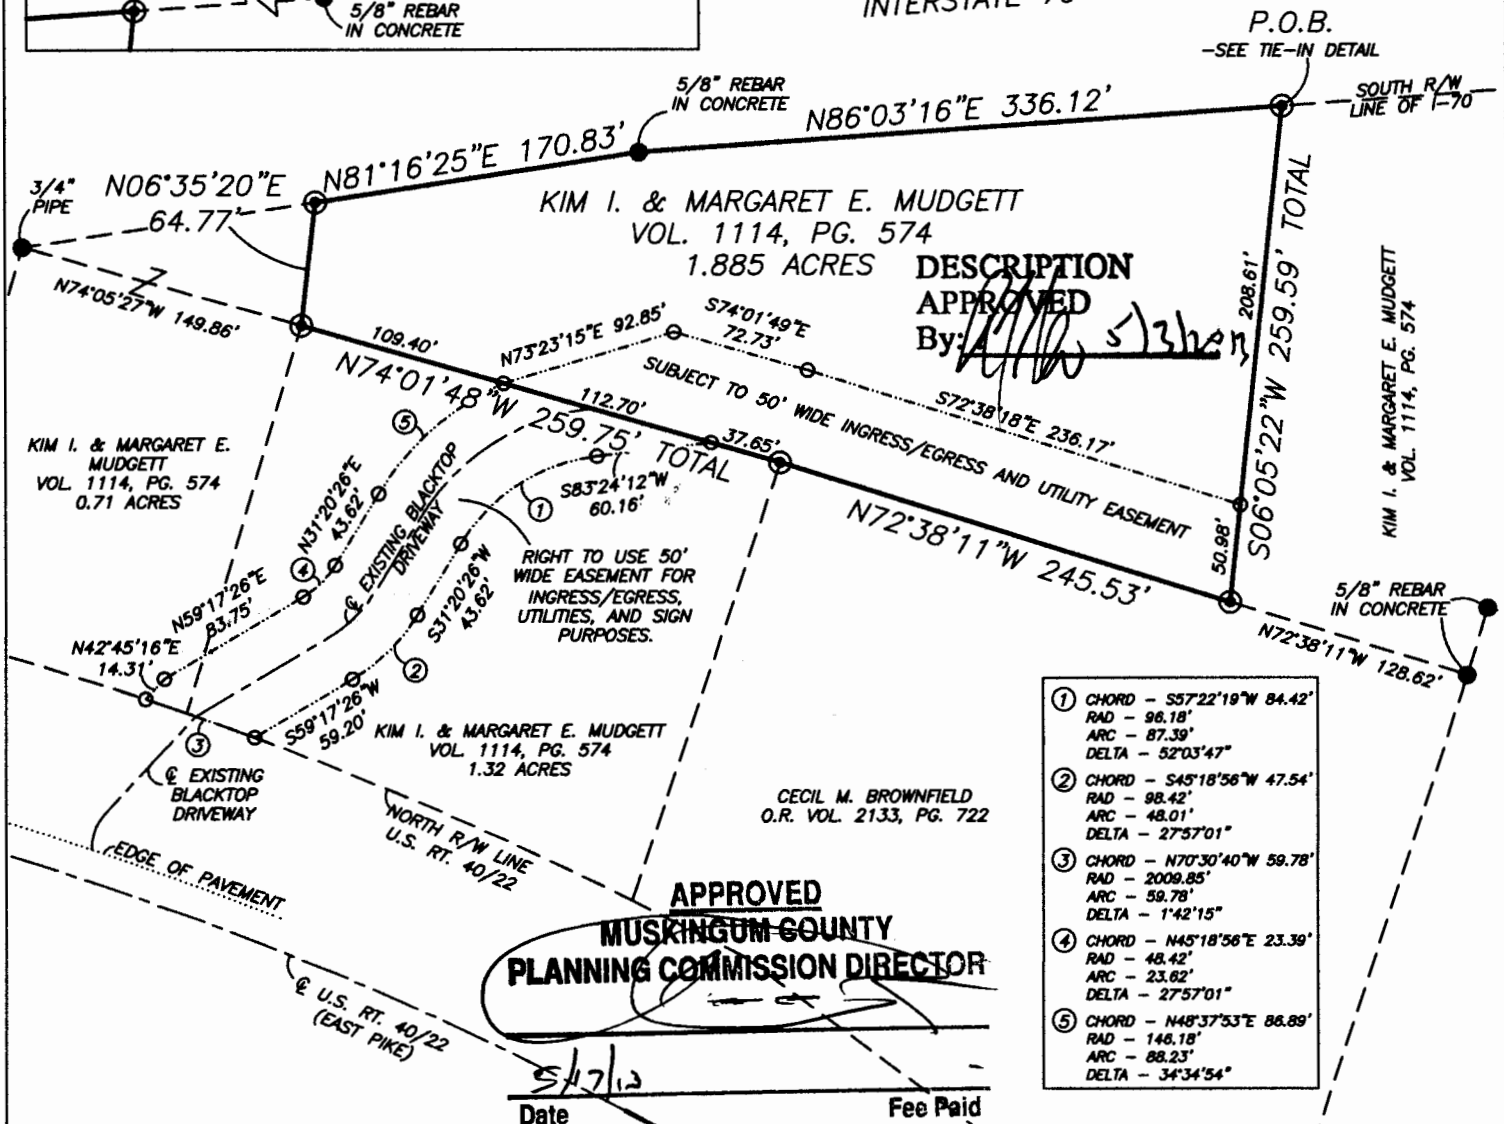 5/8" REBAR
IN CONCRETE
P.O.B.
-SEE TIE-IN DETAIL
SOUTH R/W
LINE OF I-70
5/8" REBAR
IN CONCRETE
N86°03'16"E 336.12'
N81°16'25"E 170.83'
3/4"
PIPE
N06°35'20"E
64.77'
KIM I. & MARGARET E. MUDGETT
VOL. 1114, PG. 574
1.885 ACRES
DESCRIPTION
APPROVED
By:
208.61'
S06°05'22"W 259.59' TOTAL
50.98'
KIM I. & MARGARET E. MUDGETT
VOL. 1114, PG. 574
N74°05'27"W 149.86'
109.40'
N73°23'15"E 92.85'
S74°01'49"E
72.73'
N74°01'48"W 259.75' TOTAL
112.70'
37.65'
SUBJECT TO 50' WIDE INGRESS/EGRESS AND UTILITY EASEMENT
S72°38'18"E 236.17'
N72°38'11"W 245.53'
KIM I. & MARGARET E.
MUDGETT
VOL. 1114, PG. 574
0.71 ACRES
5
N31°20'26"E
43.62'
℄ EXISTING BLACKTOP
DRIVEWAY
S83°24'12"W
60.16'
1
4
N59°17'26"E
83.75'
N42°45'16"E
14.31'
S31°20'26"W
43.62'
2
RIGHT TO USE 50'
WIDE EASEMENT FOR
INGRESS/EGRESS,
UTILITIES, AND SIGN
PURPOSES.
5/8" REBAR
IN CONCRETE
N72°38'11"W 128.62'
S59°17'26"W
59.20'
3
KIM I. & MARGARET E. MUDGETT
VOL. 1114, PG. 574
1.32 ACRES
℄ EXISTING
BLACKTOP
DRIVEWAY
NORTH R/W LINE
U.S. RT. 40/22
CECIL M. BROWNFIELD
O.R. VOL. 2133, PG. 722
EDGE OF PAVEMENT
℄ U.S. RT. 40/22
(EAST PIKE)
APPROVED
MUSKINGUM COUNTY
PLANNING COMMISSION DIRECTOR
5/17/13
Date
Fee Paid
1 CHORD - S57°22'19"W 84.42'
RAD - 96.18'
ARC - 87.39'
DELTA - 52°03'47"
2 CHORD - S45°18'56"W 47.54'
RAD - 98.42'
ARC - 48.01'
DELTA - 27°57'01"
3 CHORD - N70°30'40"W 59.78'
RAD - 2009.85'
ARC - 59.78'
DELTA - 1°42'15"
4 CHORD - N45°18'56"E 23.39'
RAD - 48.42'
ARC - 23.62'
DELTA - 27°57'01"
5 CHORD - N48°37'53"E 86.89'
RAD - 146.18'
ARC - 88.23'
DELTA - 34°34'54"